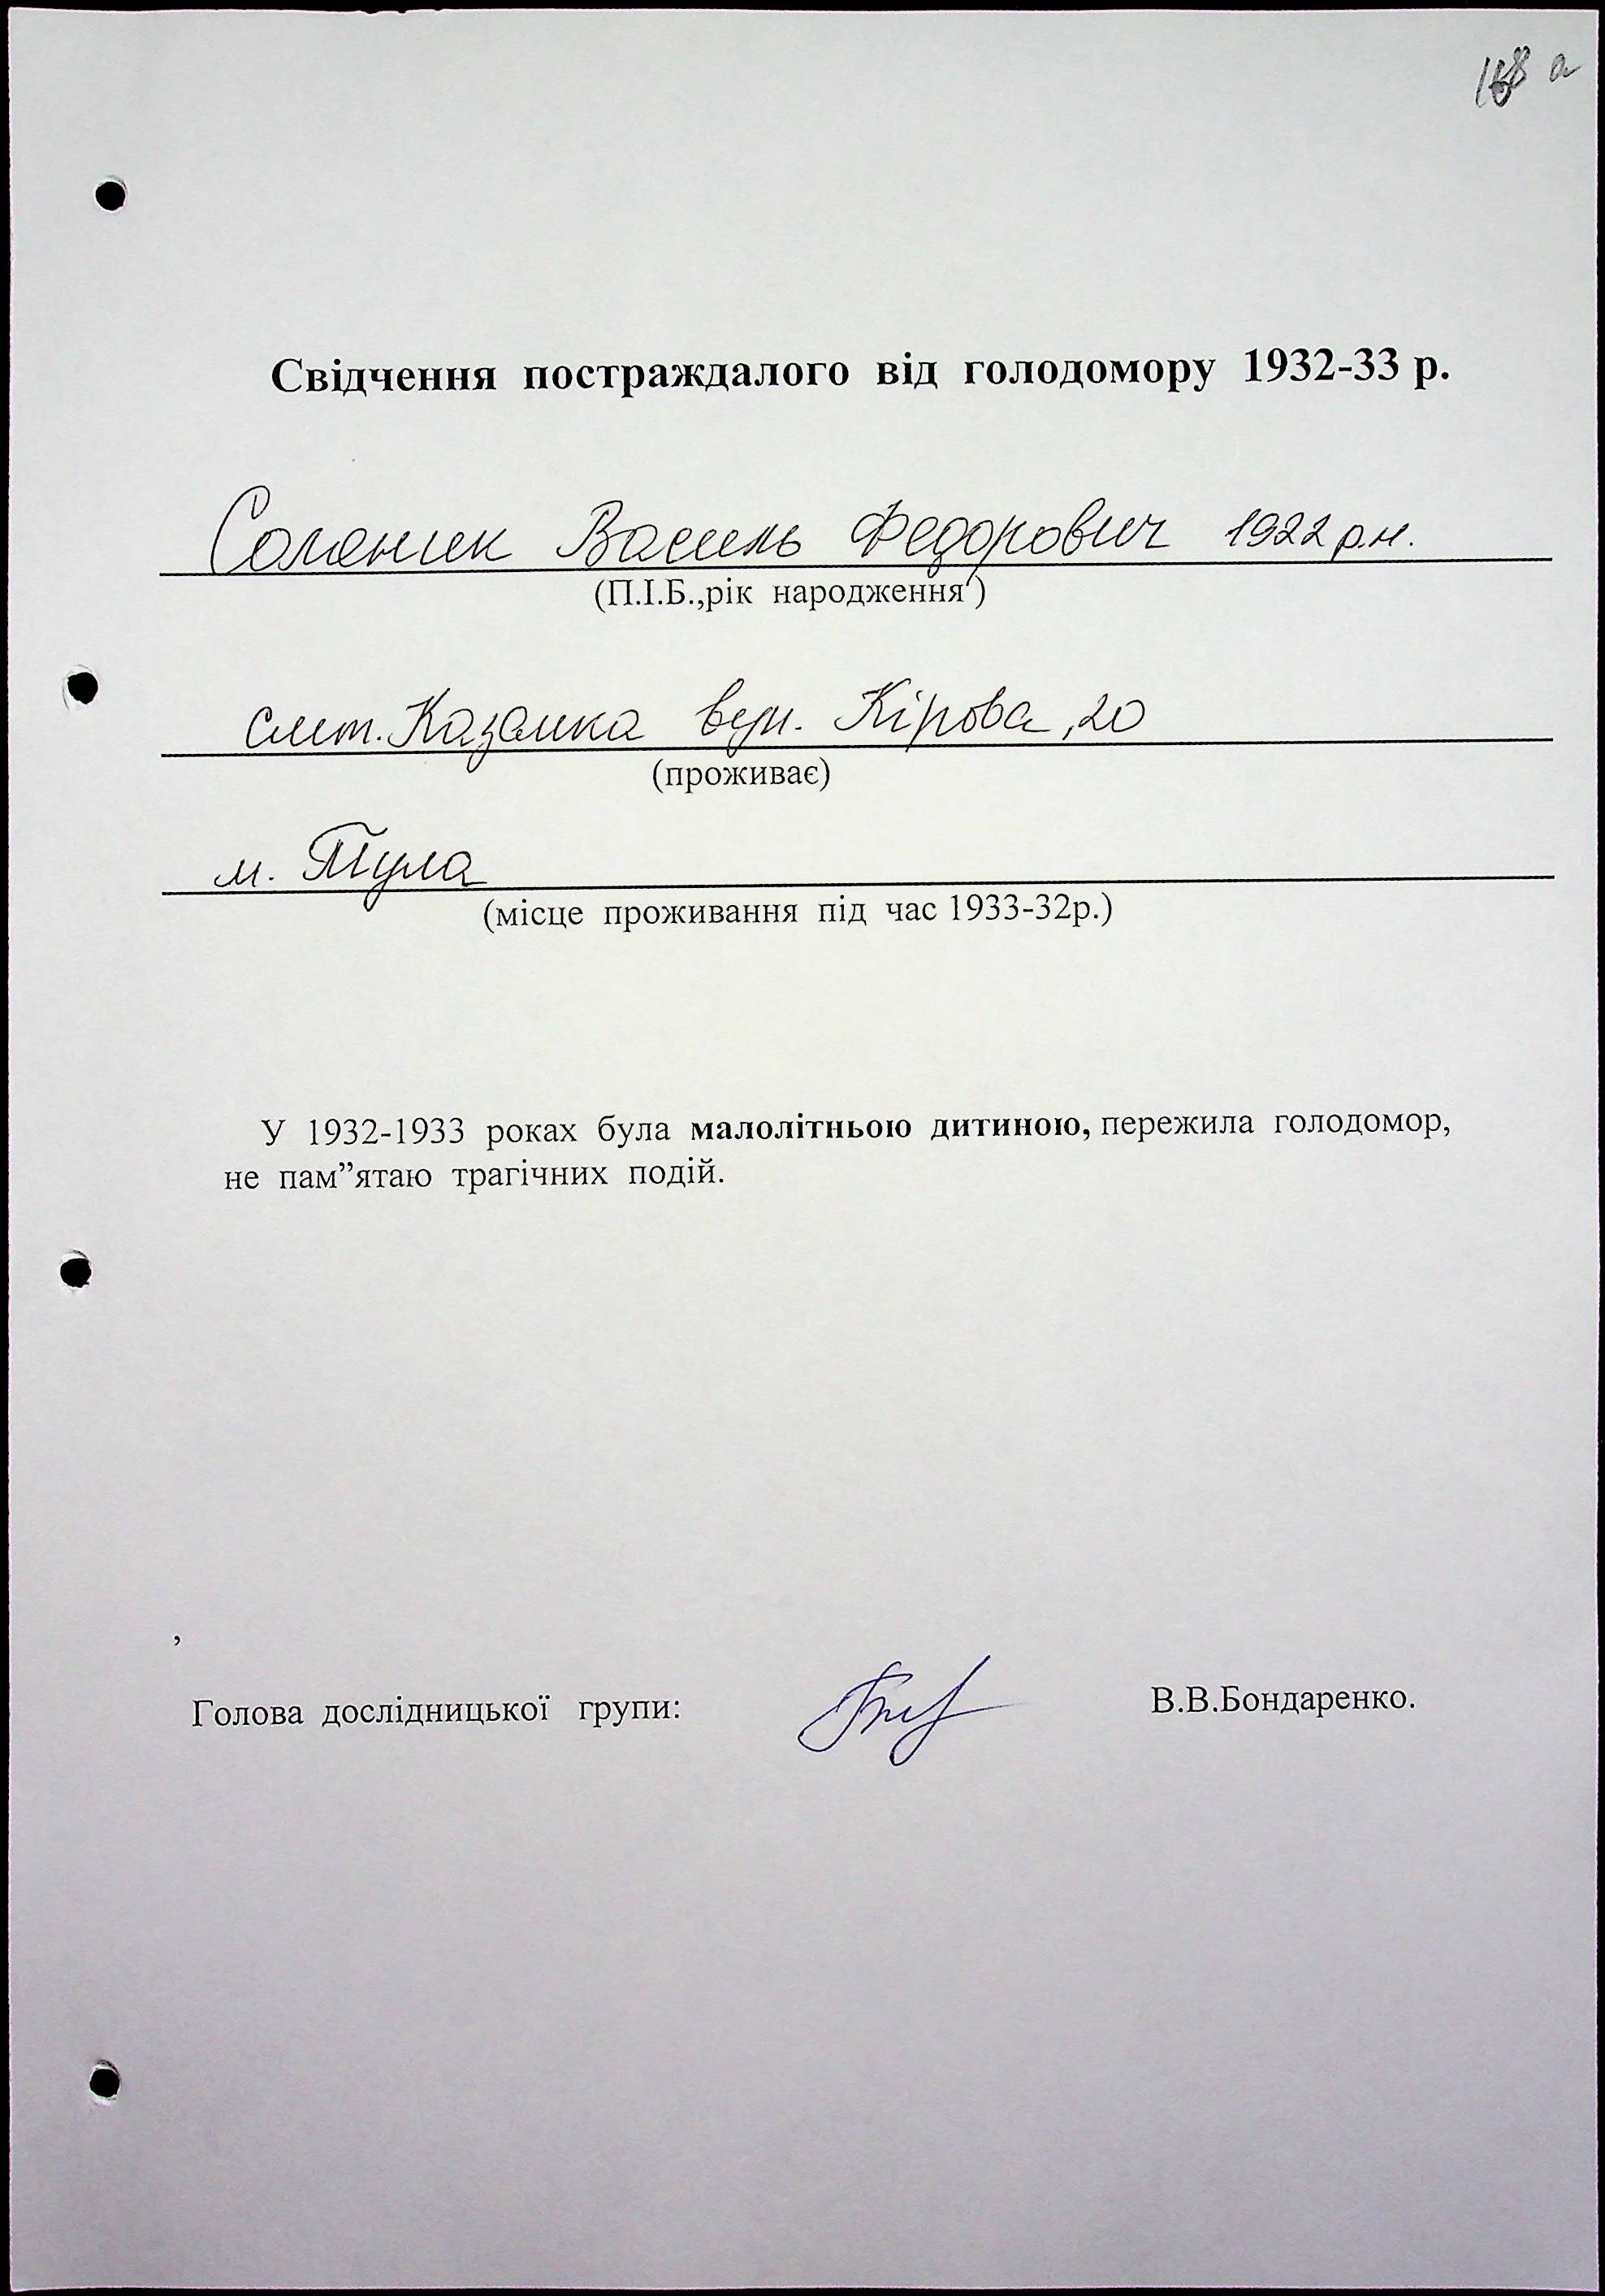 168 а
Свідчення постраждалого від голодомору 1932-33 р.
Соленик Василь Федорович 1922 р.н.
(П.І.Б.,рік народження )
смт. Казанка вул. Кірова, 20
(проживає)
м. Тула
(місце проживання під час 1933-32р.)
У 1932-1933 роках була малолітньою дитиною, пережила голодомор,
не пам”ятаю трагічних подій.
,
Голова дослідницької групи: В.В.Бондаренко.